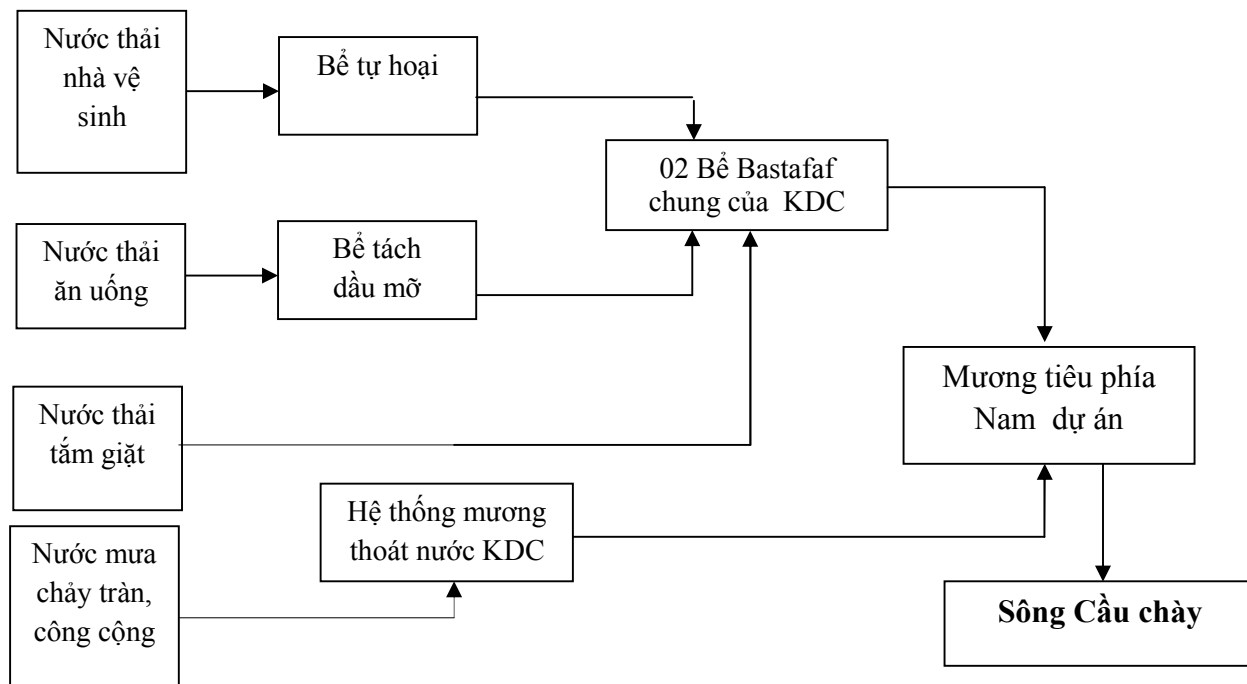 Nước thải
nhà vệ
sinh
Bể tự hoại
02 Bể Bastafaf
chung của KDC
Nước thải
ăn uống
Bể tách
dầu mỡ
Mương tiêu phía
Nam dự án
Nước thải
tắm giặt
Hệ thống mương
thoát nước KDC
Nước mưa
chảy tràn,
công cộng
Sông Cầu chày